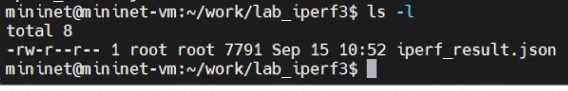 mininet@mininet-vm:~/work/lab_iperf3$ ls -l
total 8
-rw-r--r-- 1 root root 7791 Sep 15 10:52 iperf_result.json
mininet@mininet-vm:~/work/lab_iperf3$